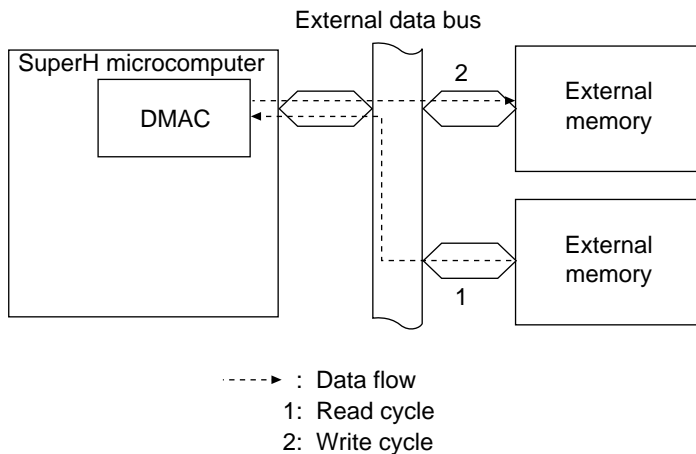 External data bus
SuperH microcomputer
DMAC
2
External
memory
External
memory
1
: Data flow
1: Read cycle
2: Write cycle